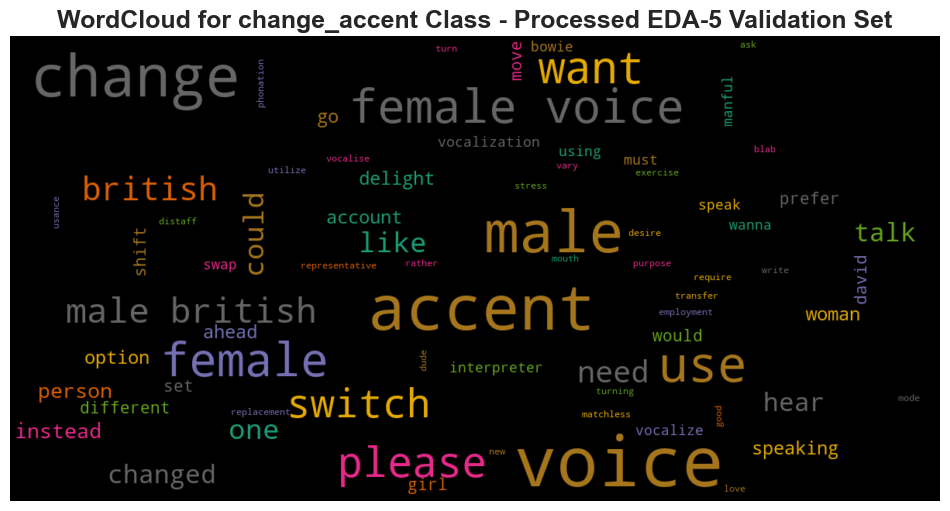 WordCloud for change_accent Class - Processed EDA-5 Validation Set
turn
move
bowie
ask
change
want
phonation
female voice
manful
go
vocalization
using
blab
vocalise
vary
must
utilize
exercise
delight
stress
british
usance
could
prefer
speak
distaff
account
male
wanna
like
desire
talk
shift
swap
representative
rather
mouth
purpose
david
require
write
transfer
male british
accent
employment
woman
ahead
would
option
female
dude
interpreter
need
use
person
set
turning
different
switch
hear
mode
replacement
matchless
good
instead
one
vocalize
please
new
voice
speaking
changed
girl
love